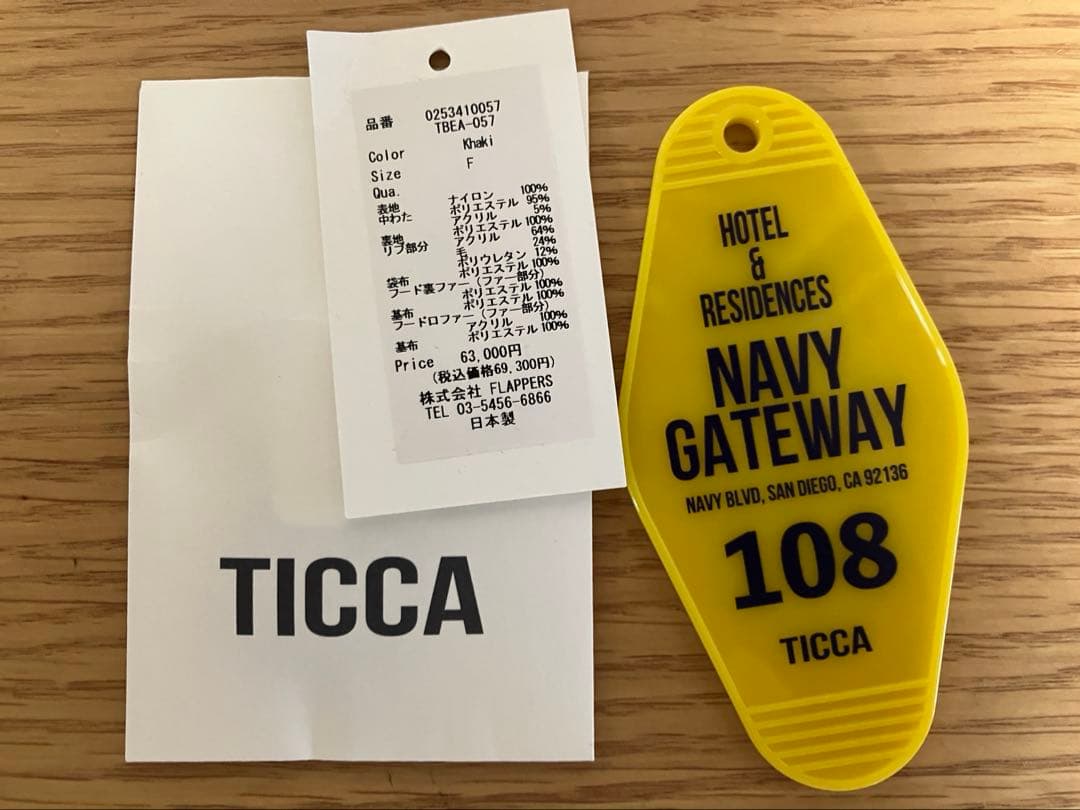 品番 0253410057
TBEA-057
Color Khaki
Size F
Qua.
表地 ナイロン 100%
中わた ポリエステル 95%
アクリル 5%
裏地 ポリエステル 100%
リブ部分 アクリル 64%
毛 24%
ポリウレタン 12%
袋布 ポリエステル 100%
フード裏ファー (ファー部分)
ポリエステル 100%
基布 ポリエステル 100%
フードロファー (ファー部分)
アクリル 100%
基布 ポリエステル 100%
Price 63,000円
(税込価格69,300円)
株式会社 FLAPPERS
TEL 03-5456-6866
日本製
TICCA
HOTEL
&
RESIDENCES
NAVY
GATEWAY
NAVY BLVD, SAN DIEGO, CA 92136
108
TICCA